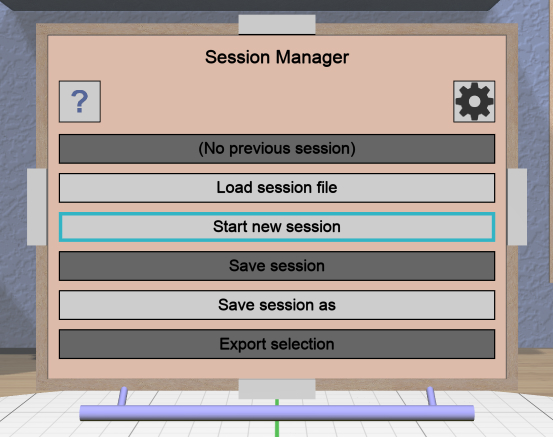 Session Manager
?
(No previous session)
Load session file
Start new session
Save session
Save session as
Export selection